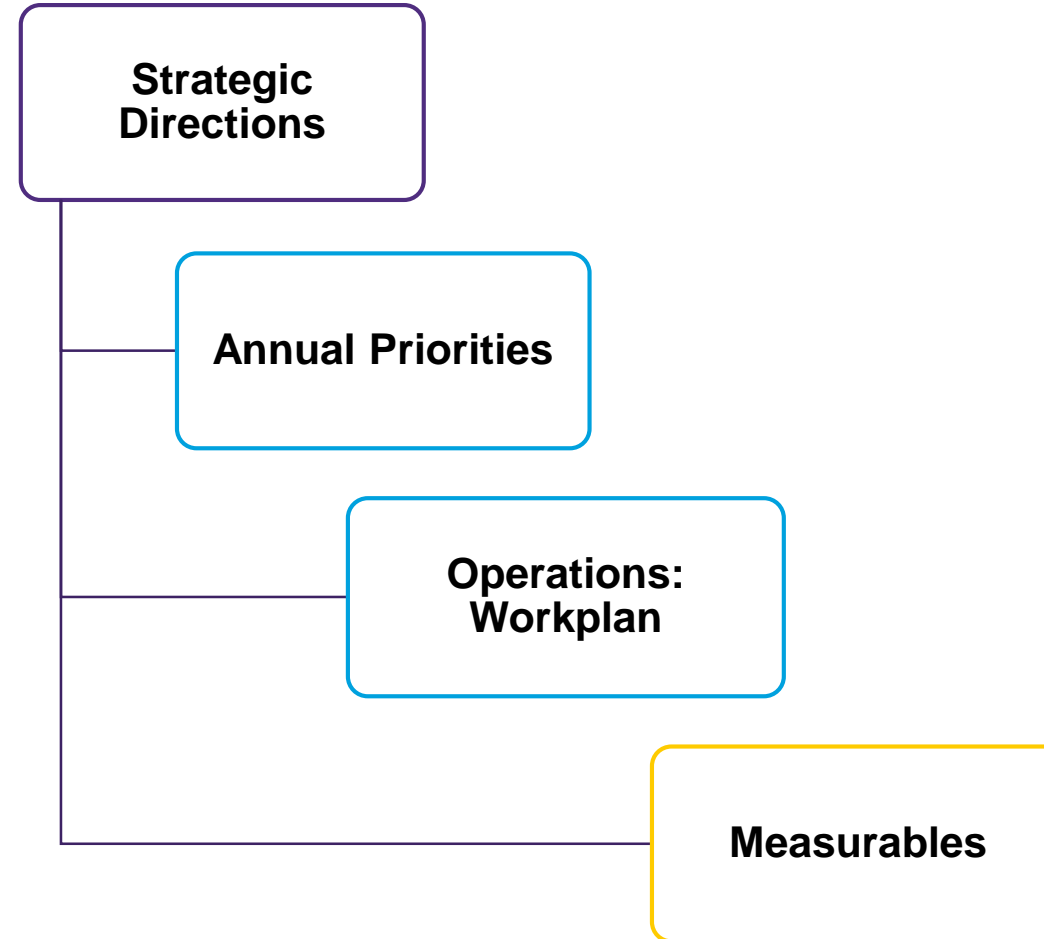 Strategic
Directions
Annual Priorities
Operations:
Workplan
Measurables